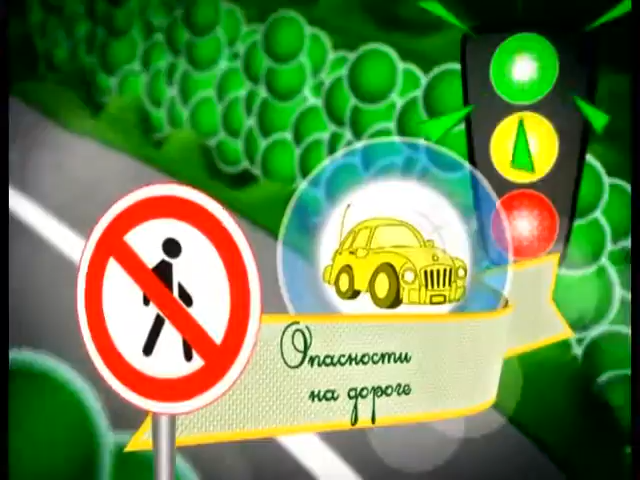 Опасности
на дороге